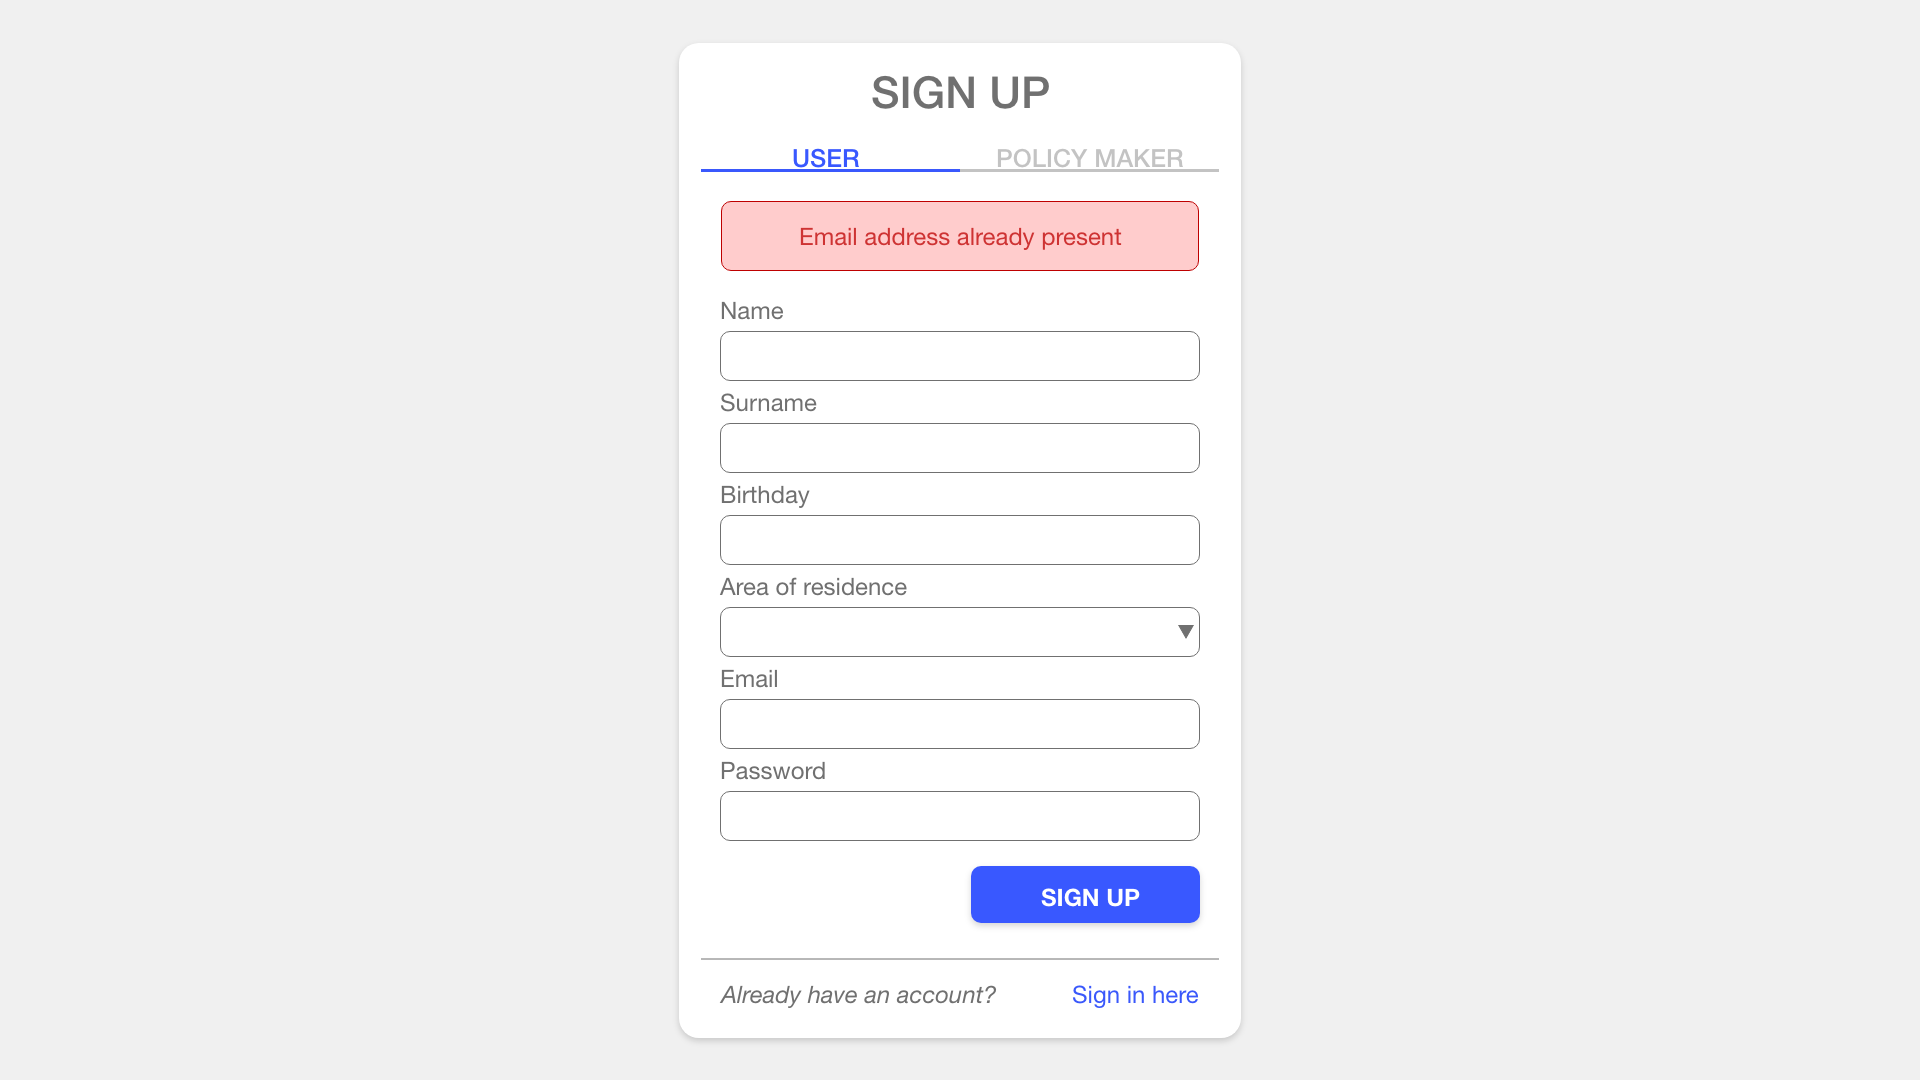 SIGN UP
USER
POLICY MAKER
Email address already present
Name
Surname
Birthday
Area of residence
Email
Password
SIGN UP
Already have an account?
Sign in here